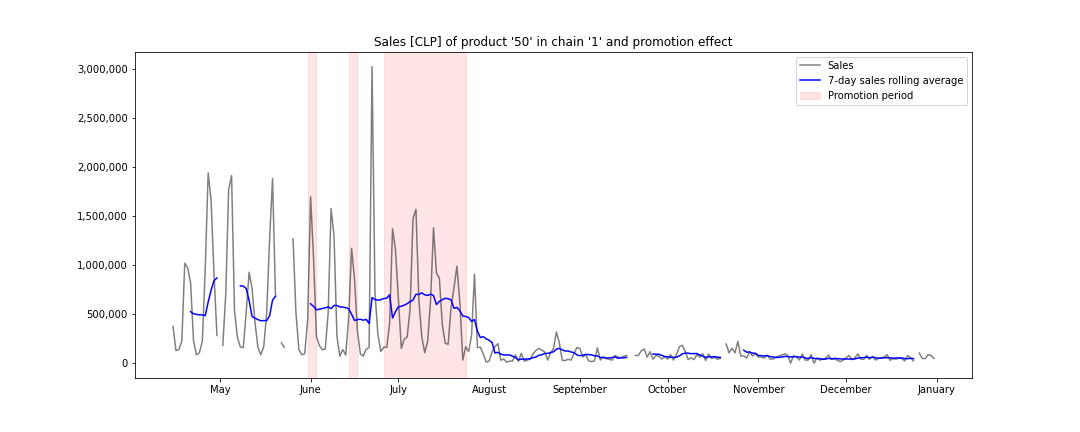 Sales [CLP] of product '50' in chain '1' and promotion effect
Sales
7-day sales rolling average
Promotion period
3,000,000
2,500,000
2,000,000
1,500,000
1,000,000
500,000
0
May
June
July
August
September
October
November
December
January